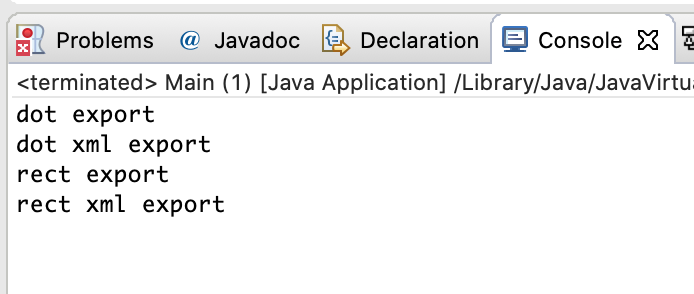 Problems @ Javadoc Declaration Console
<terminated> Main (1) [Java Application] /Library/Java/JavaVirtu
dot export
dot xml export
rect export
rect xml export